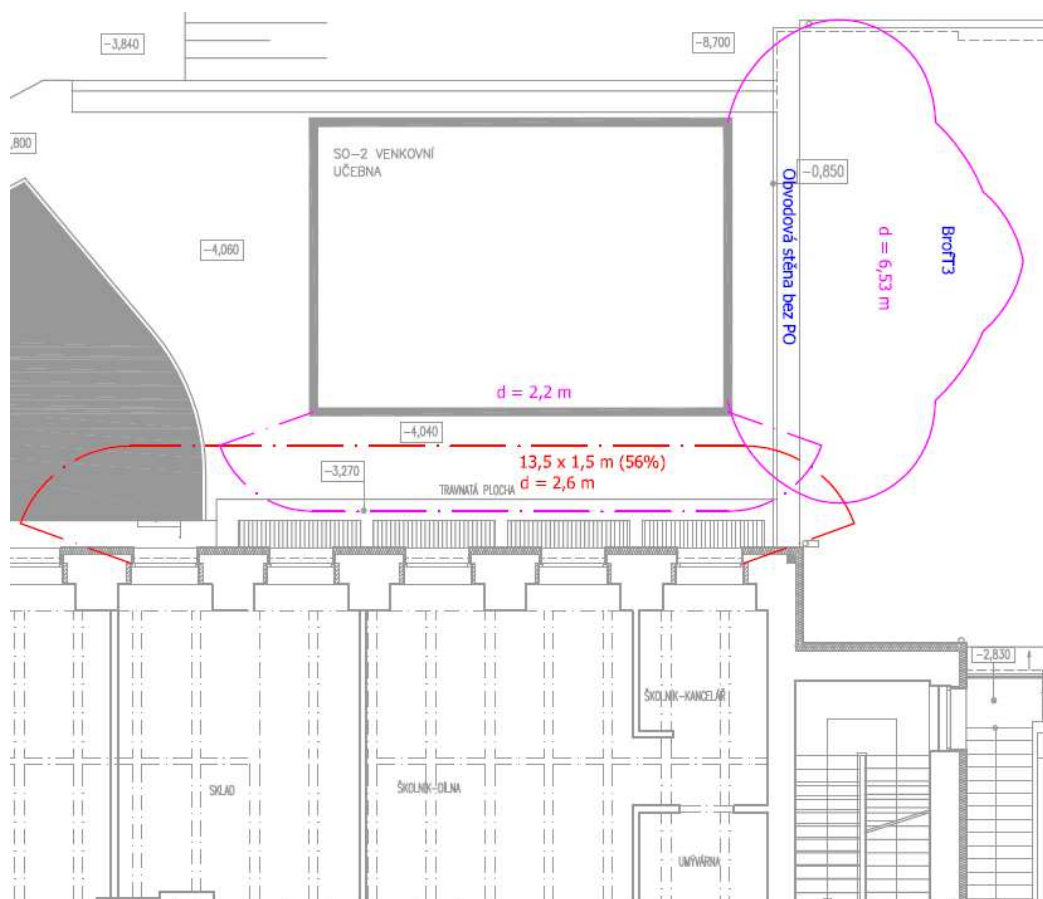 -3,840
-8,700
,800
SO-2 VENKOVNÍ
UČEBNA
-0,850
-4,060
Obvodová stěna bez PO
d = 6,53 m
BrofT3
d = 2,2 m
-4,040
13,5 x 1,5 m (56%)
-3,270
d = 2,6 m
TRAVNATÁ PLOCHA
-2,830
ŠKOLNÍK-KANCELÁŘ
SKLAD
ŠKOLNÍK-DÍLNA
UMÝVÁRNA